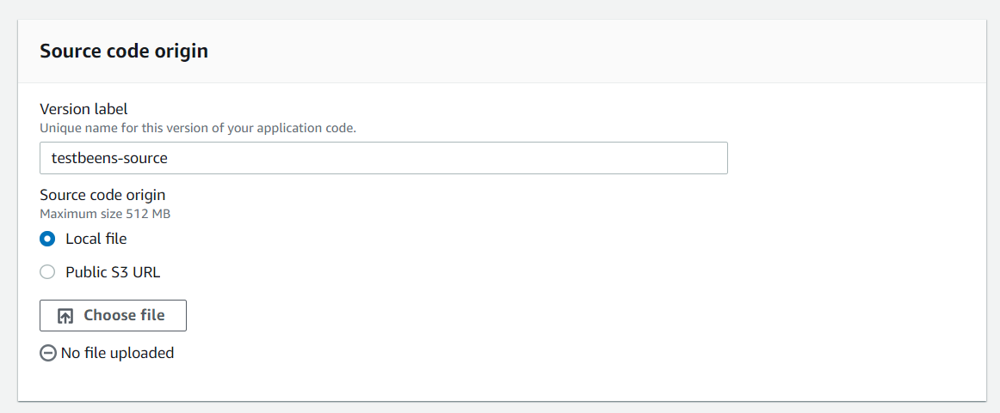 Source code origin
Version label
Unique name for this version of your application code.
testbeens-source
Source code origin
Maximum size 512 MB
Local file
Public S3 URL
Choose file
No file uploaded